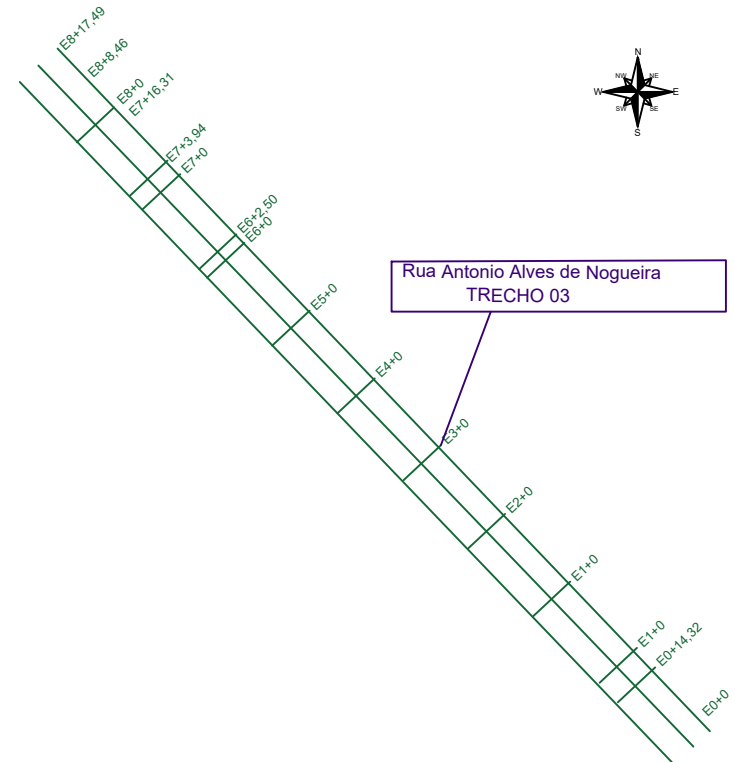 E8+17,49
E8+8,46
E8+0
E7+16,31
E7+3,94
E7+0
E6+2,50
E6+0
E5+0
E4+0
E3+0
E2+0
E1+0
E1+0
E0+14,32
E0+0
N
NW
NE
W
E
SW
SE
S
Rua Antonio Alves de Nogueira
TRECHO 03